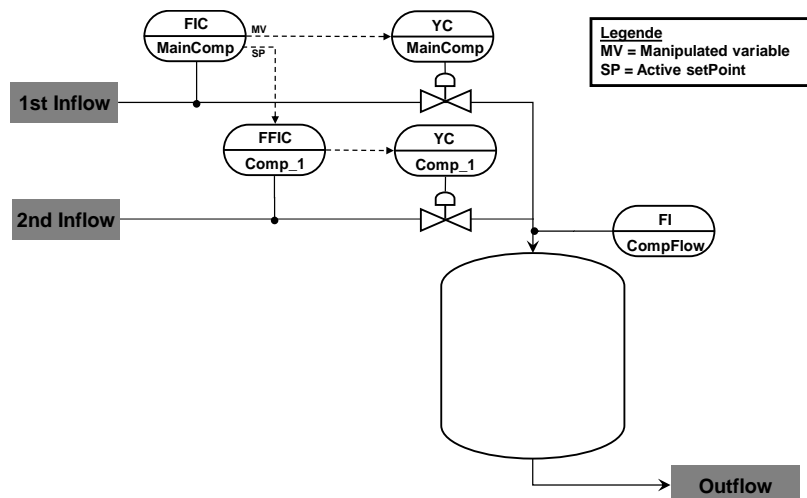 FIC
MainComp
MV
SP
YC
MainComp
Legende
MV = Manipulated variable
SP = Active setPoint
1st Inflow
FFIC
Comp_1
YC
Comp_1
2nd Inflow
FI
CompFlow
Outflow